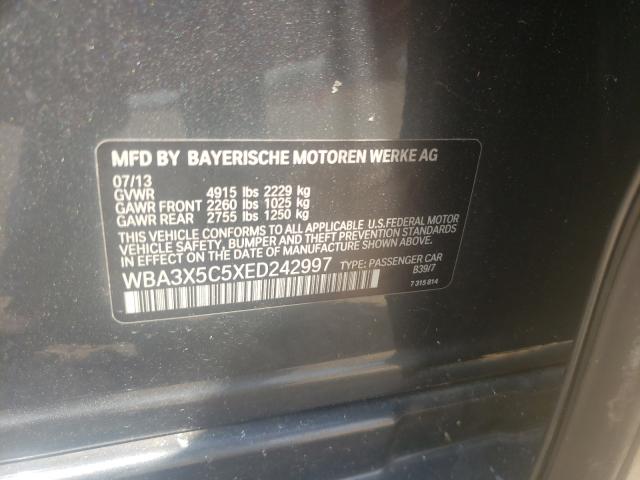 MFD BY BAYERISCHE MOTOREN WERKE AG
07/13
GVWR 4915 lbs 2229 kg
GAWR FRONT 2260 lbs 1025 kg
GAWR REAR 2755 lbs 1250 kg
THIS VEHICLE CONFORMS TO ALL APPLICABLE U.S.FEDERAL MOTOR
VEHICLE SAFETY, BUMPER, AND THEFT PREVENTION STANDARDS
IN EFFECT ON THE DATE OF MANUFACTURE SHOWN ABOVE.
WBA3X5C5XED242997 TYPE: PASSENGER CAR
B39/7
7 315 814